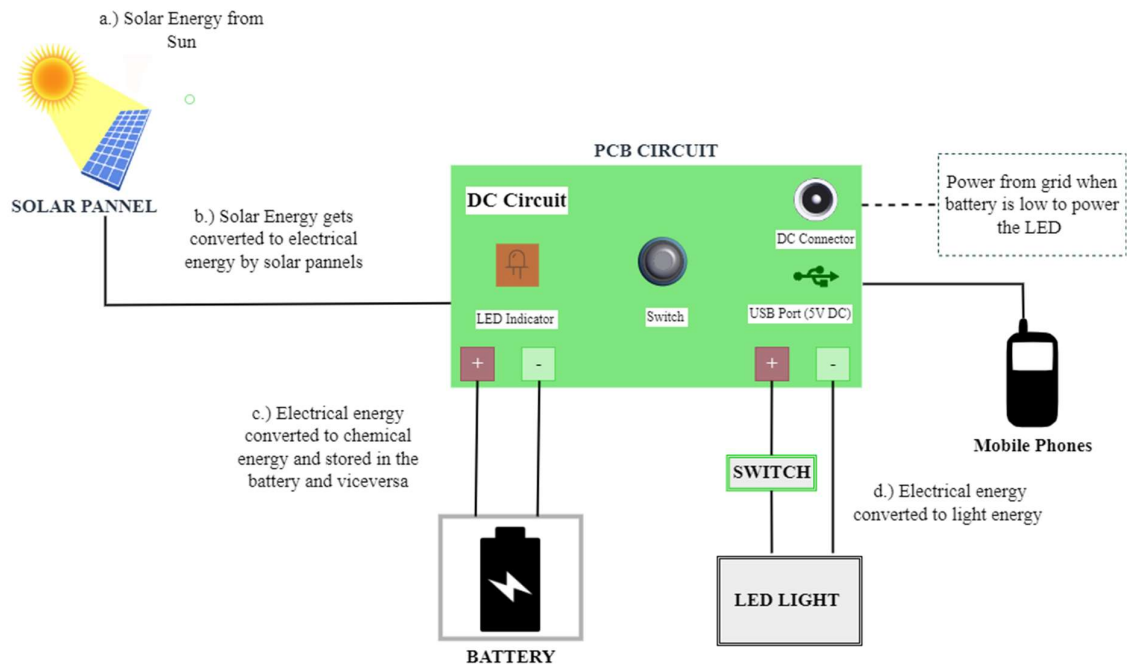 a.) Solar Energy from
Sun
SOLAR PANNEL
b.) Solar Energy gets
converted to electrical
energy by solar pannels
PCB CIRCUIT
DC Circuit
LED Indicator
Switch
DC Connector
USB Port (5V DC)
+
-
+
-
Power from grid when
battery is low to power
the LED
Mobile Phones
c.) Electrical energy
converted to chemical
energy and stored in the
battery and viceversa
BATTERY
SWITCH
d.) Electrical energy
converted to light energy
LED LIGHT